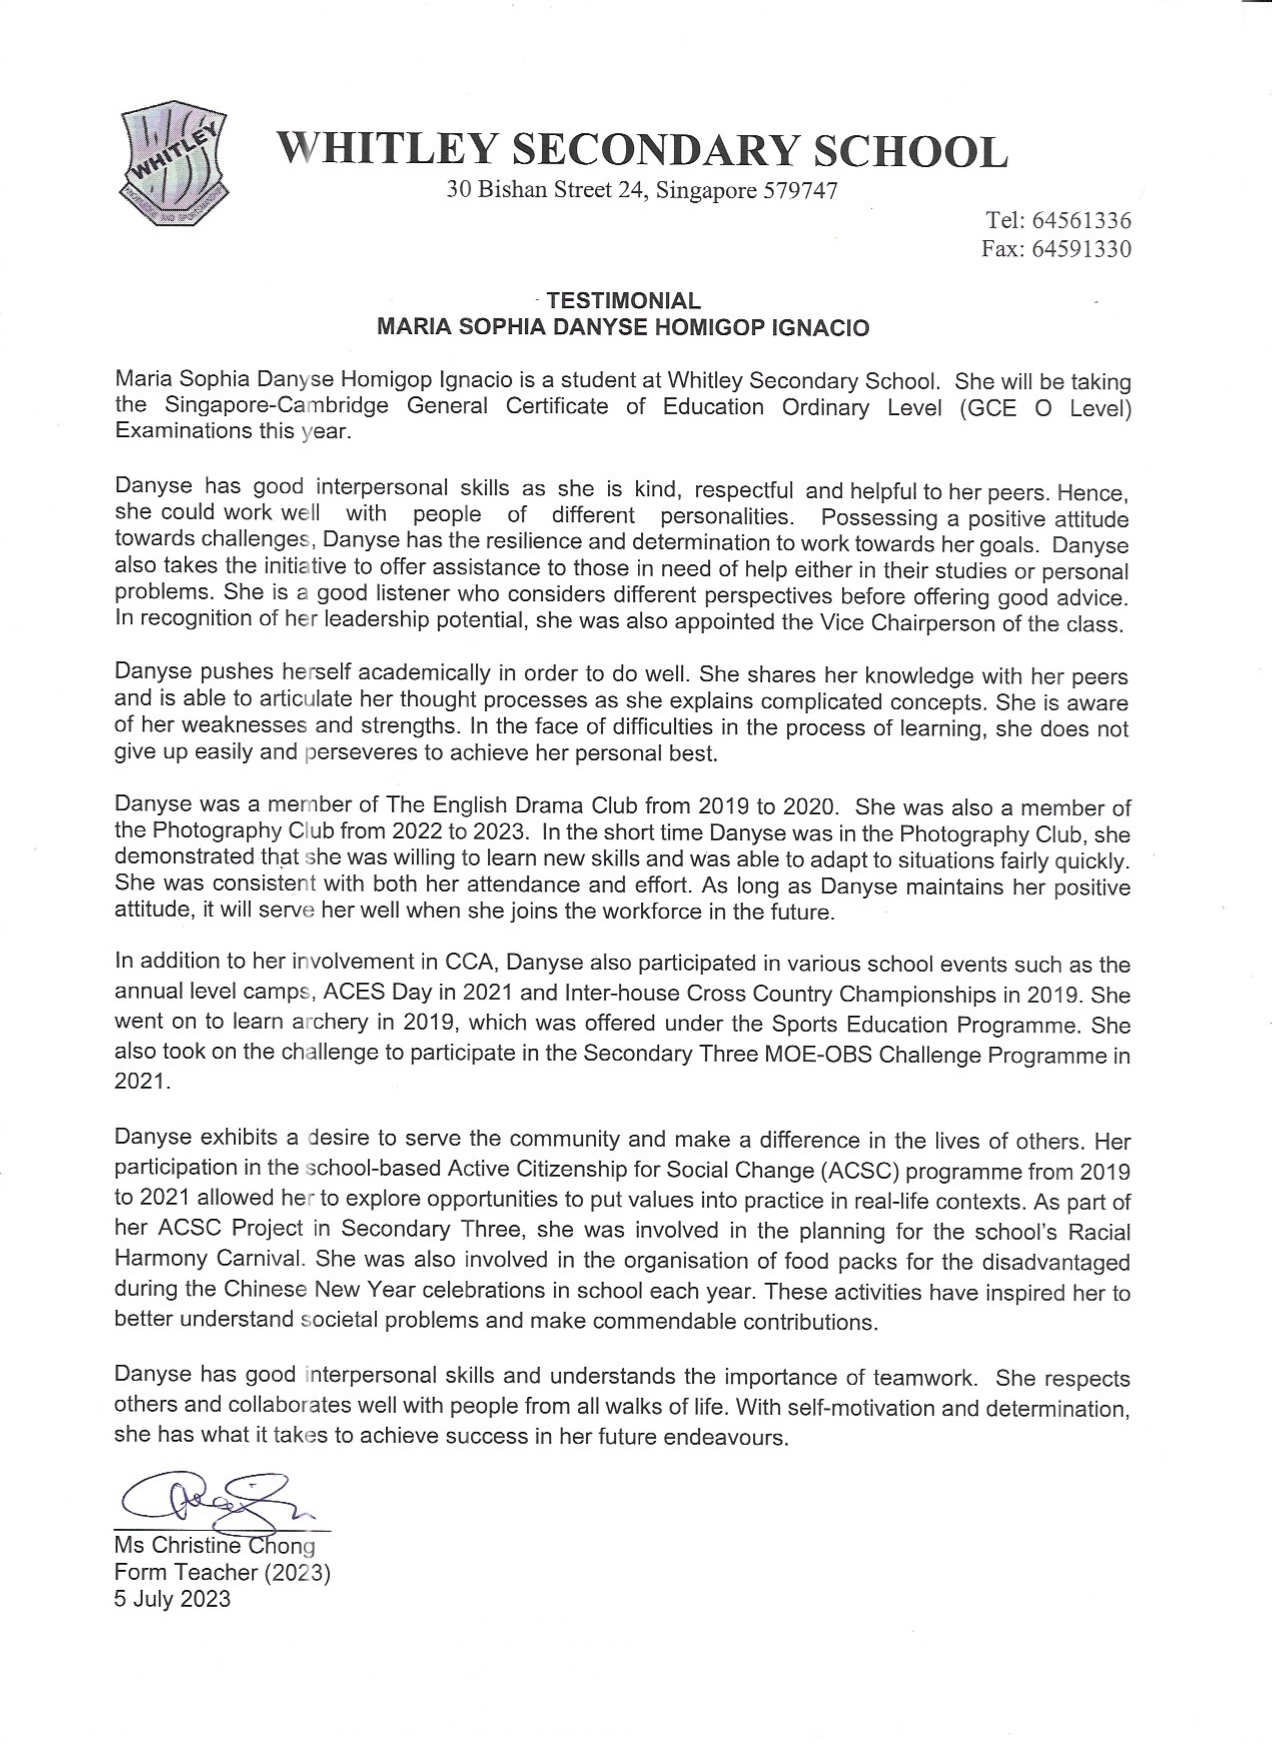 WHITLEY
KNOWLEDGE AND SPORTSMANSHIP
WHITLEY SECONDARY SCHOOL
30 Bishan Street 24, Singapore 579747
Tel: 64561336
Fax: 64591330
TESTIMONIAL
MARIA SOPHIA DANYSE HOMIGOP IGNACIO
Maria Sophia Danyse Homigop Ignacio is a student at Whitley Secondary School. She will be taking
the Singapore-Cambridge General Certificate of Education Ordinary Level (GCE O Level)
Examinations this year.
Danyse has good interpersonal skills as she is kind, respectful and helpful to her peers. Hence,
she could work well with people of different personalities. Possessing a positive attitude
towards challenges, Danyse has the resilience and determination to work towards her goals. Danyse
also takes the initiative to offer assistance to those in need of help either in their studies or personal
problems. She is a good listener who considers different perspectives before offering good advice.
In recognition of her leadership potential, she was also appointed the Vice Chairperson of the class.
Danyse pushes herself academically in order to do well. She shares her knowledge with her peers
and is able to articulate her thought processes as she explains complicated concepts. She is aware
of her weaknesses and strengths. In the face of difficulties in the process of learning, she does not
give up easily and perseveres to achieve her personal best.
Danyse was a member of The English Drama Club from 2019 to 2020. She was also a member of
the Photography Club from 2022 to 2023. In the short time Danyse was in the Photography Club, she
demonstrated that she was willing to learn new skills and was able to adapt to situations fairly quickly.
She was consistent with both her attendance and effort. As long as Danyse maintains her positive
attitude, it will serve her well when she joins the workforce in the future.
In addition to her involvement in CCA, Danyse also participated in various school events such as the
annual level camps, ACES Day in 2021 and Inter-house Cross Country Championships in 2019. She
went on to learn archery in 2019, which was offered under the Sports Education Programme. She
also took on the challenge to participate in the Secondary Three MOE-OBS Challenge Programme in
2021.
Danyse exhibits a desire to serve the community and make a difference in the lives of others. Her
participation in the school-based Active Citizenship for Social Change (ACSC) programme from 2019
to 2021 allowed her to explore opportunities to put values into practice in real-life contexts. As part of
her ACSC Project in Secondary Three, she was involved in the planning for the school's Racial
Harmony Carnival. She was also involved in the organisation of food packs for the disadvantaged
during the Chinese New Year celebrations in school each year. These activities have inspired her to
better understand societal problems and make commendable contributions.
Danyse has good interpersonal skills and understands the importance of teamwork. She respects
others and collaborates well with people from all walks of life. With self-motivation and determination,
she has what it takes to achieve success in her future endeavours.
Ms Christine Chong
Form Teacher (2023)
5 July 2023